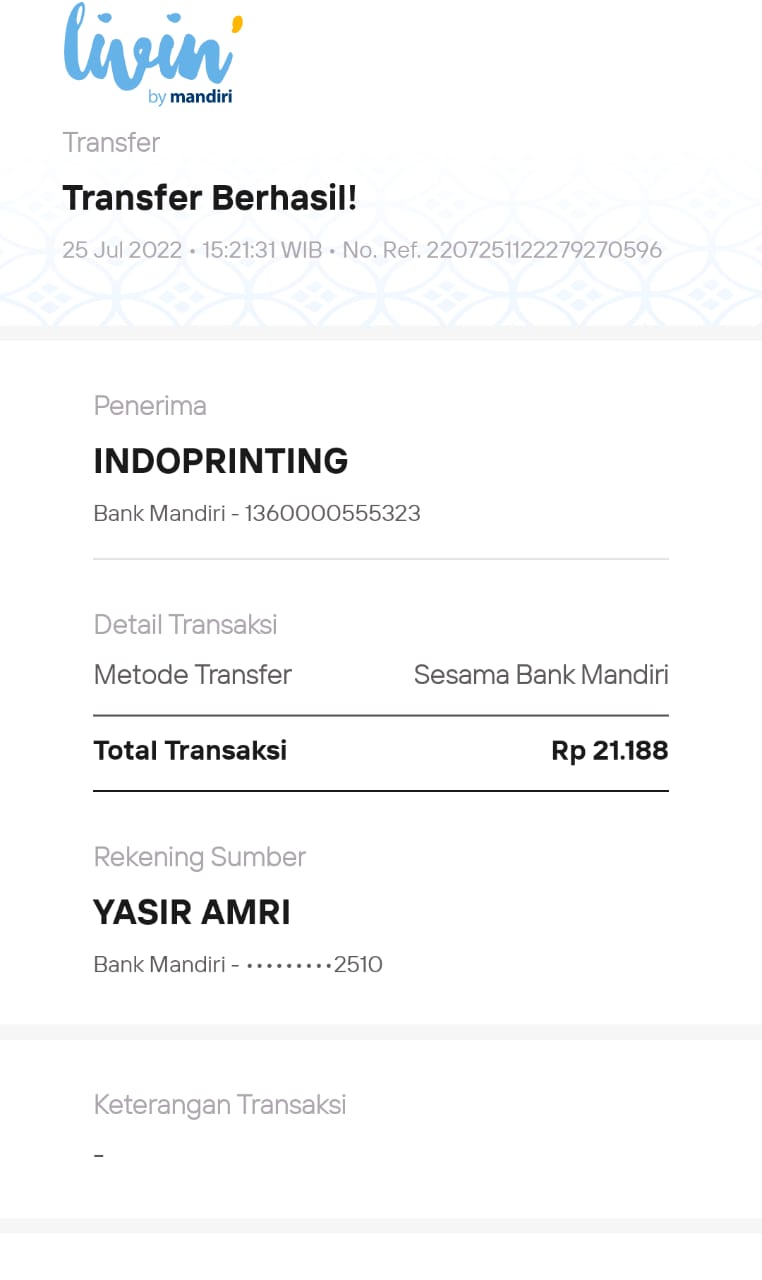 livin'
by mandiri
Transfer
Transfer Berhasil!
25 Jul 2022 • 15:21:31 WIB • No. Ref. 2207251122279270596
Penerima
INDOPRINTING
Bank Mandiri - 1360000555323
Detail Transaksi
Metode Transfer Sesama Bank Mandiri
Total Transaksi Rp 21.188
Rekening Sumber
YASIR AMRI
Bank Mandiri - •••••••••2510
Keterangan Transaksi
-